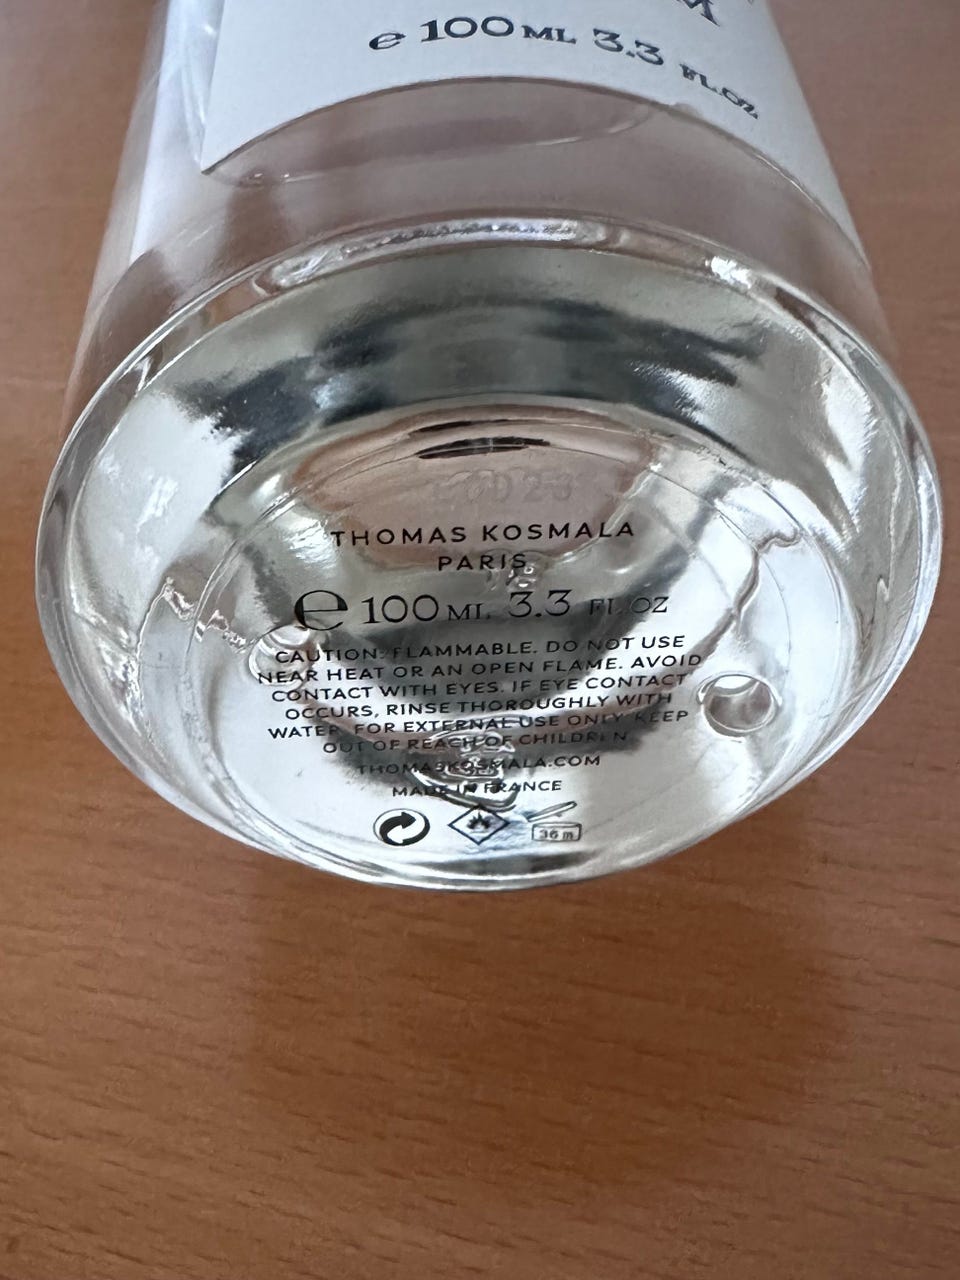 e 100 ML 3.3 FL.OZ
THOMAS KOSMALA
PARIS
e 100 ML 3.3 FL. OZ
CAUTION: FLAMMABLE. DO NOT USE
NEAR HEAT OR AN OPEN FLAME. AVOID
CONTACT WITH EYES. IF EYE CONTACT
OCCURS, RINSE THOROUGHLY WITH
WATER. FOR EXTERNAL USE ONLY. KEEP
OUT OF REACH OF CHILDREN.
THOMASKOSMALA.COM
MADE IN FRANCE
36 m